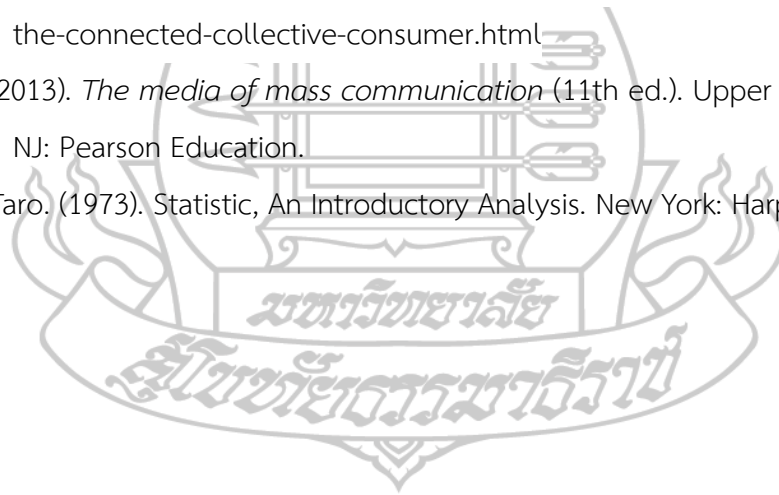 the-connected-collective-consumer.html
2013). The media of mass communication (11th ed.). Upper
NJ: Pearson Education.
aro. (1973). Statistic, An Introductory Analysis. New York: Harp
มหาวิทยาลัย
สุโขทัยธรรมาธิราช